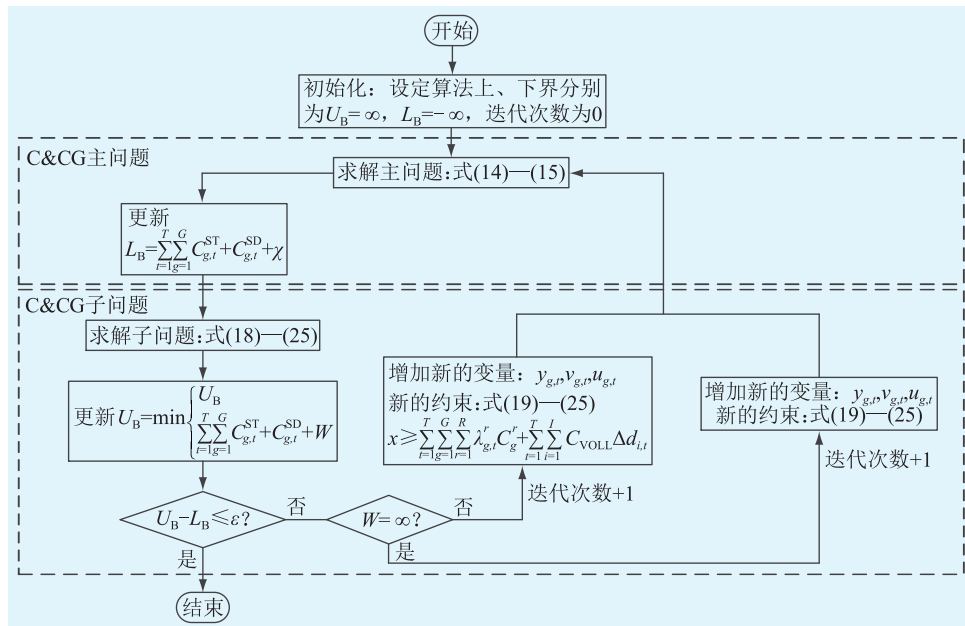 开始
初始化：设定算法上、下界分别
为U_B=∞，L_B=-∞，迭代次数为0
C&CG主问题
求解主问题:式(14)—(15)
更新
L_B=∑_{t=1}^{T}∑_{g=1}^{G}C_{g,t}^{ST}+C_{g,t}^{SD}+χ
C&CG子问题
求解子问题:式(18)—(25)
更新U_B=min{U_B
∑_{t=1}^{T}∑_{g=1}^{G}C_{g,t}^{ST}+C_{g,t}^{SD}+W
U_B-L_B≤ε?
否
是
结束
W=∞?
否
是
增加新的变量：y_{g,t},v_{g,t},u_{g,t}
新的约束:式(19)—(25)
x≥∑_{t=1}^{T}∑_{g=1}^{G}∑_{r=1}^{R}λ_{g,t}^{r}C_{g}^{r}+∑_{t=1}^{T}∑_{i=1}^{I}C_{VOLL}Δd_{i,t}
迭代次数+1
增加新的变量：y_{g,t},v_{g,t},u_{g,t}
新的约束：式(19)—(25)
迭代次数+1